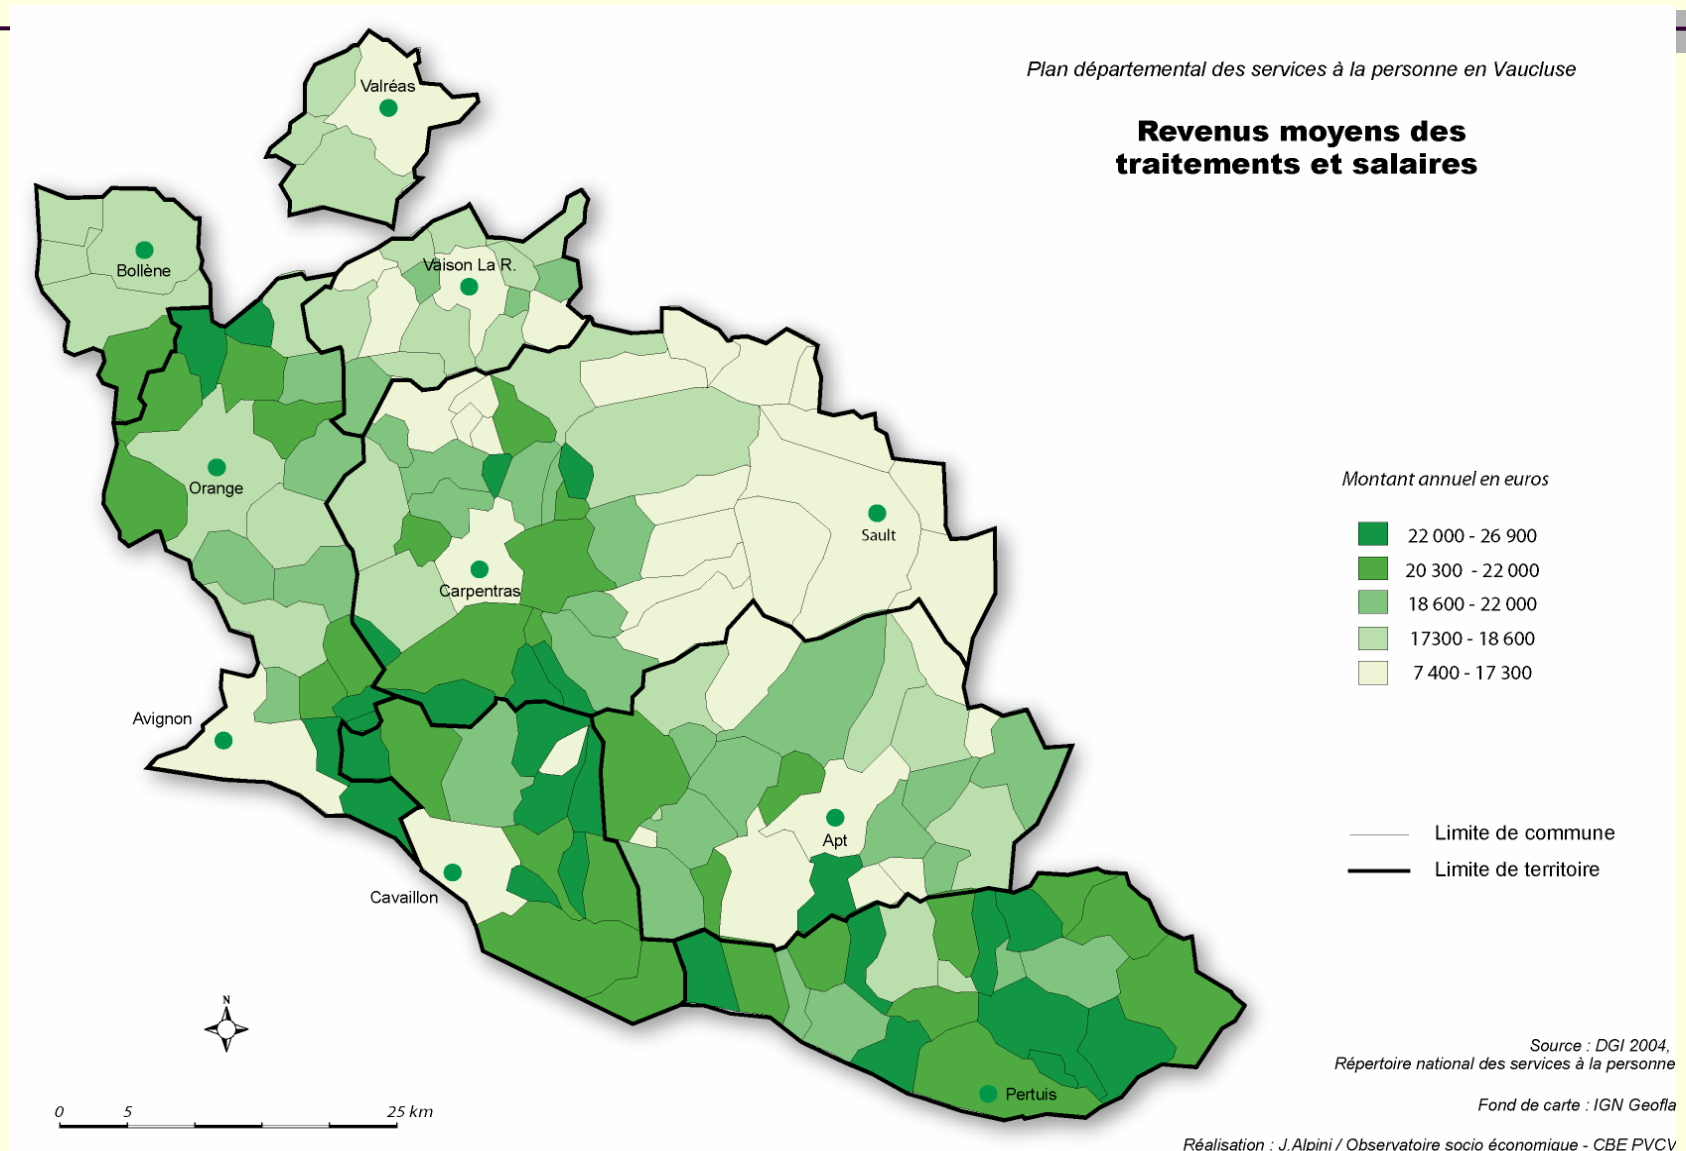 Plan départemental des services à la personne en Vaucluse
Revenus moyens des
traitements et salaires
Valréas
Bollène
Vaison La R.
Orange
Sault
Carpentras
Avignon
Apt
Cavaillon
Pertuis
Montant annuel en euros
22 000 - 26 900
20 300 - 22 000
18 600 - 22 000
17300 - 18 600
7 400 - 17 300
Limite de commune
Limite de territoire
N
0 5 25 km
Source : DGI 2004,
Répertoire national des services à la personne
Fond de carte : IGN Geofla
Réalisation : J.Alpini / Observatoire socio économique - CBE PVCV